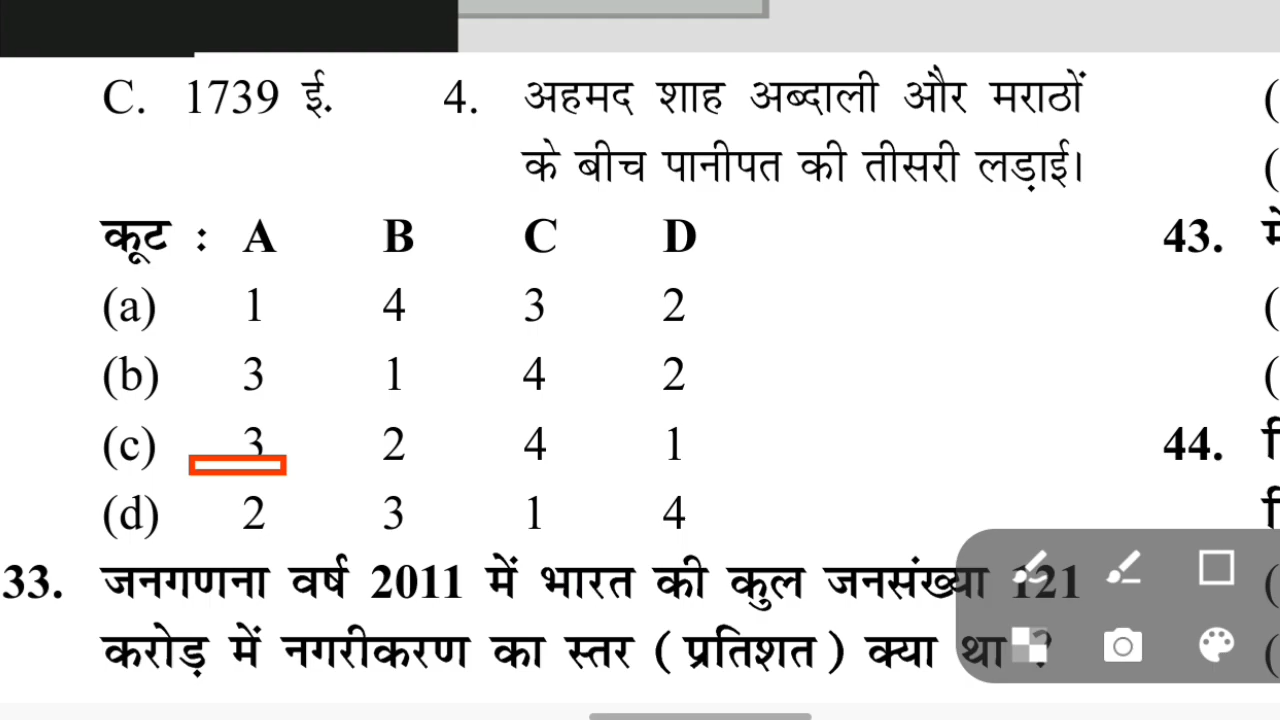 C. 1739 ई. 4. अहमद शाह अब्दाली और मराठों
के बीच पानीपत की तीसरी लड़ाई।
कूट : A B C D
(a) 1 4 3 2
(b) 3 1 4 2
(c) 3 2 4 1
(d) 2 3 1 4
33. जनगणना वर्ष 2011 में भारत की कुल जनसंख्या 121
करोड़ में नगरीकरण का स्तर (प्रतिशत) क्या था ?
43.
44.